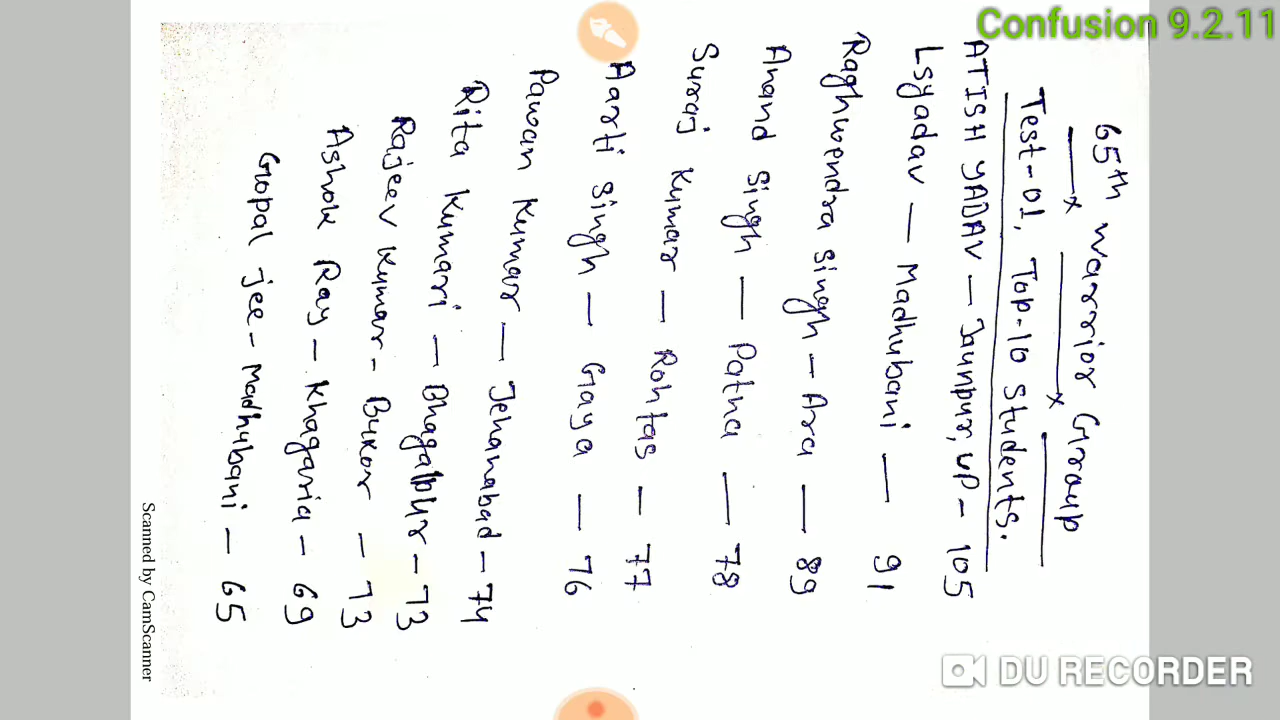 Confusion 9.2.11
65th Warrior Group
Test-01, Top-10 Students.
ATISH YADAV - Jaunpur, UP - 105
Lsyadav - Madhubani - 91
Raghwendra Singh - Ara - 89
Anand Singh - Patna - 78
Suraj Kumar - Rohtas - 77
Aarti Singh - Gaya - 76
Pawan Kumar - Jehanabad - 74
Rita Kumari - Bhagalpur - 73
Rajeev Kumar - Buxor - 73
Ashok Ray - Khagaria - 69
Gopal jee - Madhubani - 65
Scanned by CamScanner
DU RECORDER